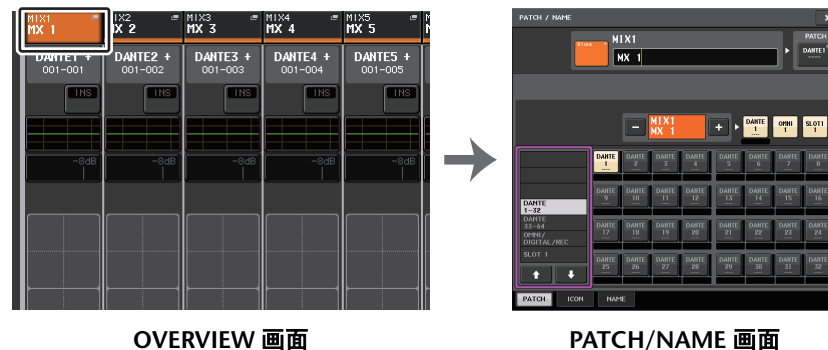 MIX1
MX 1
IX2
X 2
MIX3
MX 3
MIX4
MX 4
MIX5
MX 5
DANTE1 +
001-001
DANTE2 +
001-002
DANTE3 +
001-003
DANTE4 +
001-004
DANTE5 +
001-005
INS
INS
INS
INS
INS
-8dB
-8dB
-8dB
-8dB
-8dB
OVERVIEW 画面
PATCH / NAME
x
Blank
MIX1
MX 1
PATCH
DANTE1
----
−
MIX1
MX 1
+
DANTE 1
OMNI 1
SLOT1 1
DANTE 1
DANTE 2
DANTE 3
DANTE 4
DANTE 5
DANTE 6
DANTE 7
DANTE 8
DANTE 9
DANTE 10
DANTE 11
DANTE 12
DANTE 13
DANTE 14
DANTE 15
DANTE 16
DANTE 17
DANTE 18
DANTE 19
DANTE 20
DANTE 21
DANTE 22
DANTE 23
DANTE 24
DANTE 25
DANTE 26
DANTE 27
DANTE 28
DANTE 29
DANTE 30
DANTE 31
DANTE 32
DANTE
1-32
DANTE
33-64
OMNI/
DIGITAL/REC
SLOT 1
PATCH
ICON
NAME
PATCH/NAME 画面